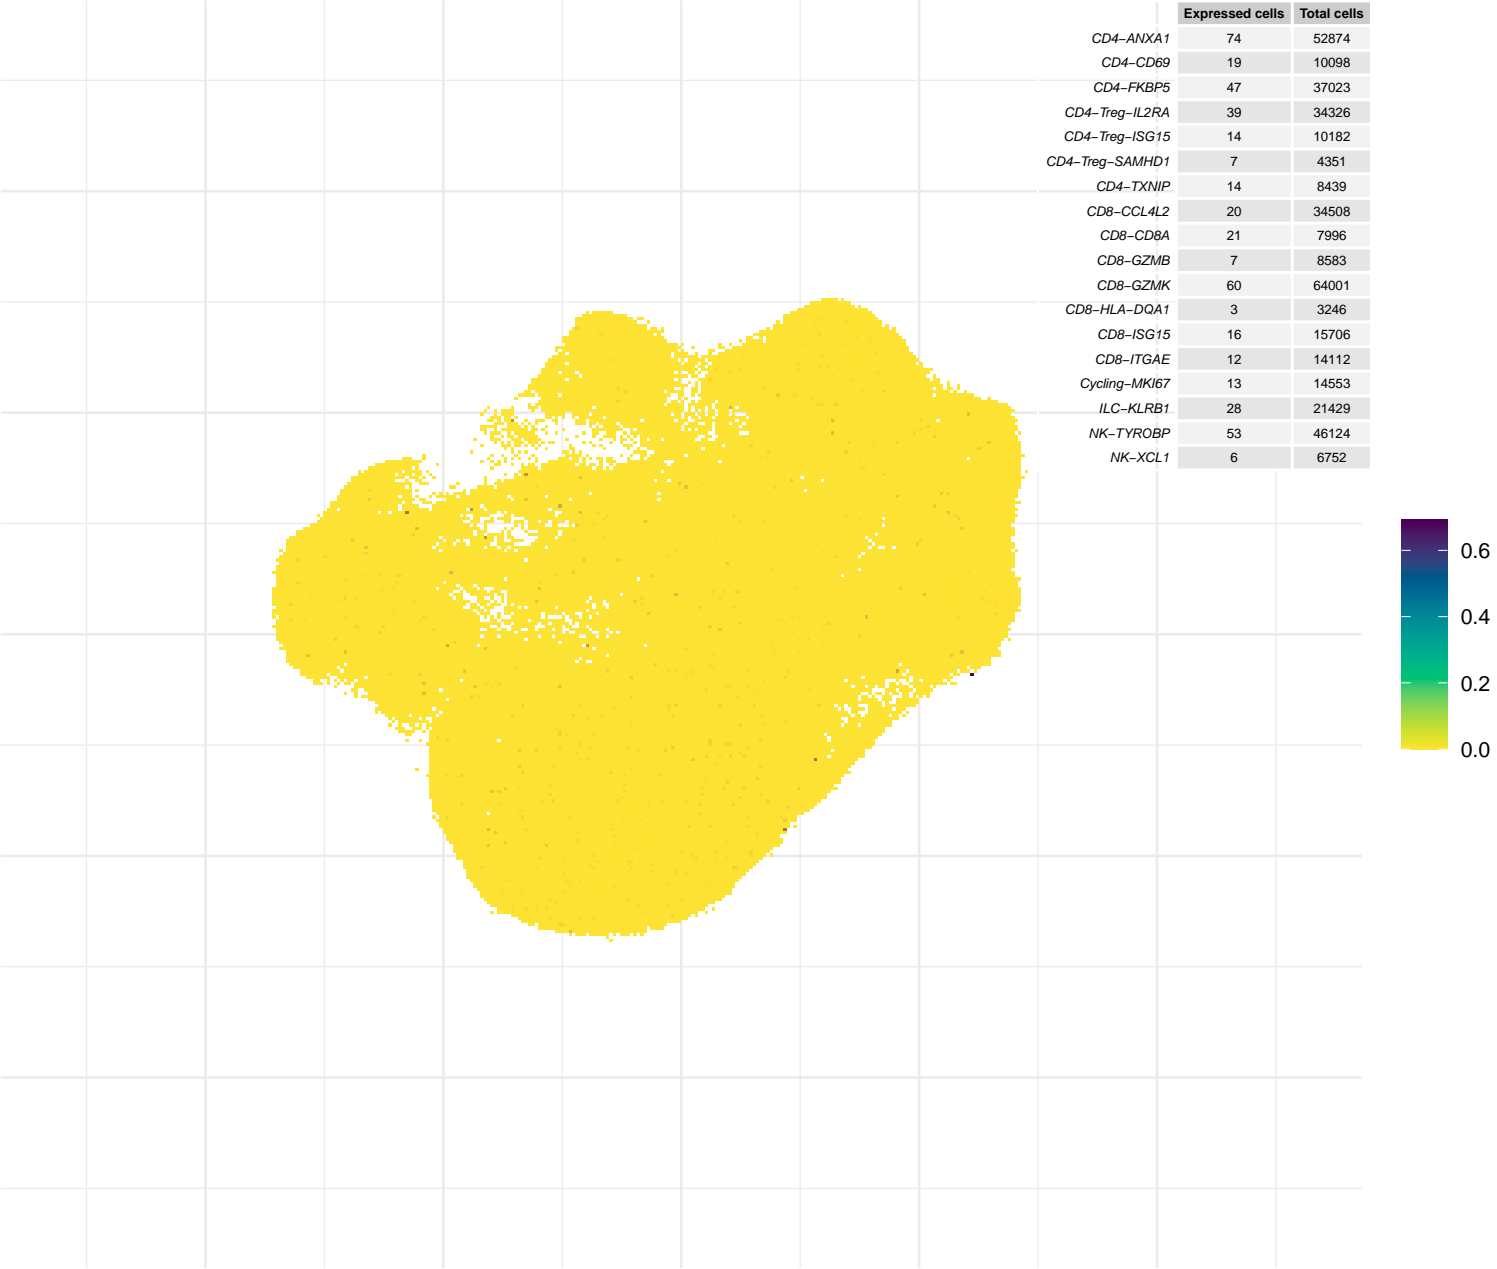 Expressed cells Total cells
CD4−ANXA1 74 52874
CD4−CD69 19 10098
CD4−FKBP5 47 37023
CD4−Treg−IL2RA 39 34326
CD4−Treg−ISG15 14 10182
CD4−Treg−SAMHD1 7 4351
CD4−TXNIP 14 8439
CD8−CCL4L2 20 34508
CD8−CD8A 21 7996
CD8−GZMB 7 8583
CD8−GZMK 60 64001
CD8−HLA−DQA1 3 3246
CD8−ISG15 16 15706
CD8−ITGAE 12 14112
Cycling−MKI67 13 14553
ILC−KLRB1 28 21429
NK−TYROBP 53 46124
NK−XCL1 6 6752
0.6
0.4
0.2
0.0